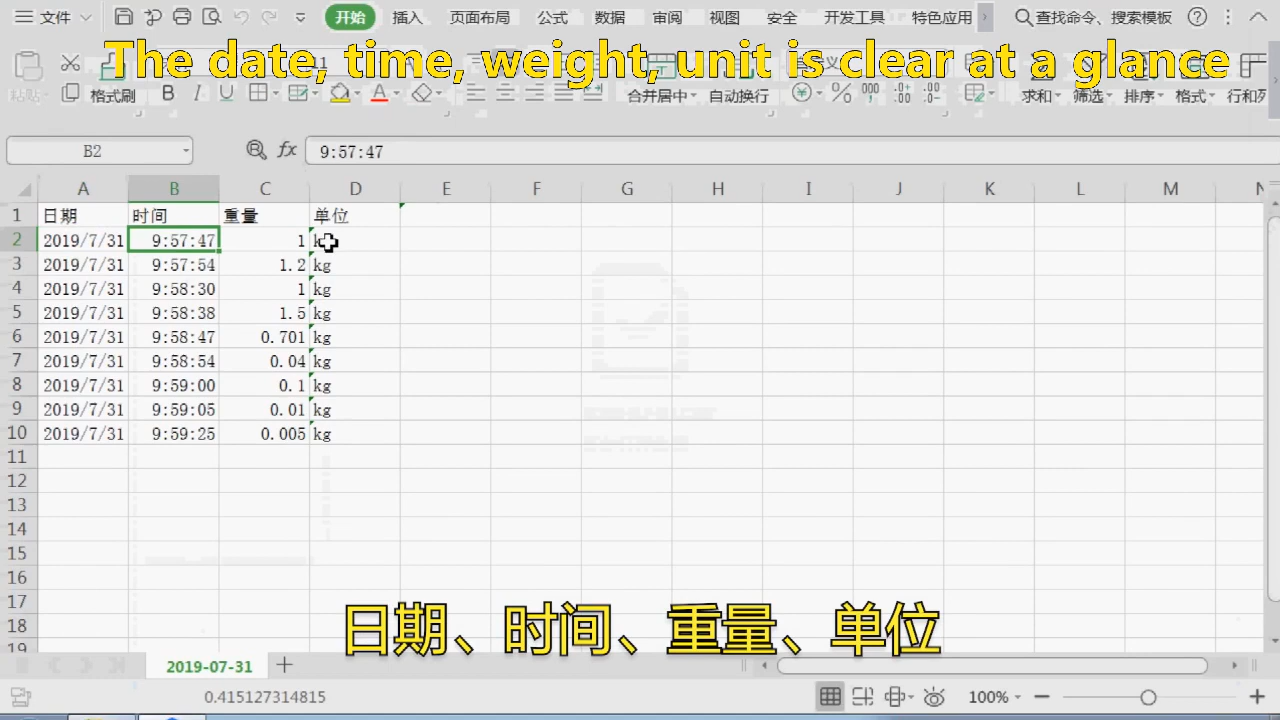 文件 开始 插入 页面布局 公式 数据 审阅 视图 安全 开发工具 特色应用 查找命令、搜索模板
The date, time, weight, unit is clear at a glance
格式刷 B I U A 合并居中 自动换行 % 求和 筛选 排序 格式
B2 fx 9:57:47
A B C D E F G H I J K L M
1 日期 时间 重量 单位
2 2019/7/31 9:57:47 1
3 2019/7/31 9:57:54 1.2 kg
4 2019/7/31 9:58:30 1 kg
5 2019/7/31 9:58:38 1.5 kg
6 2019/7/31 9:58:47 0.701 kg
7 2019/7/31 9:58:54 0.04 kg
8 2019/7/31 9:59:00 0.1 kg
9 2019/7/31 9:59:05 0.01 kg
10 2019/7/31 9:59:25 0.005 kg
11
12
13
14
15
16
17
18
19
日期、时间、重量、单位
2019-07-31
0.415127314815 100%